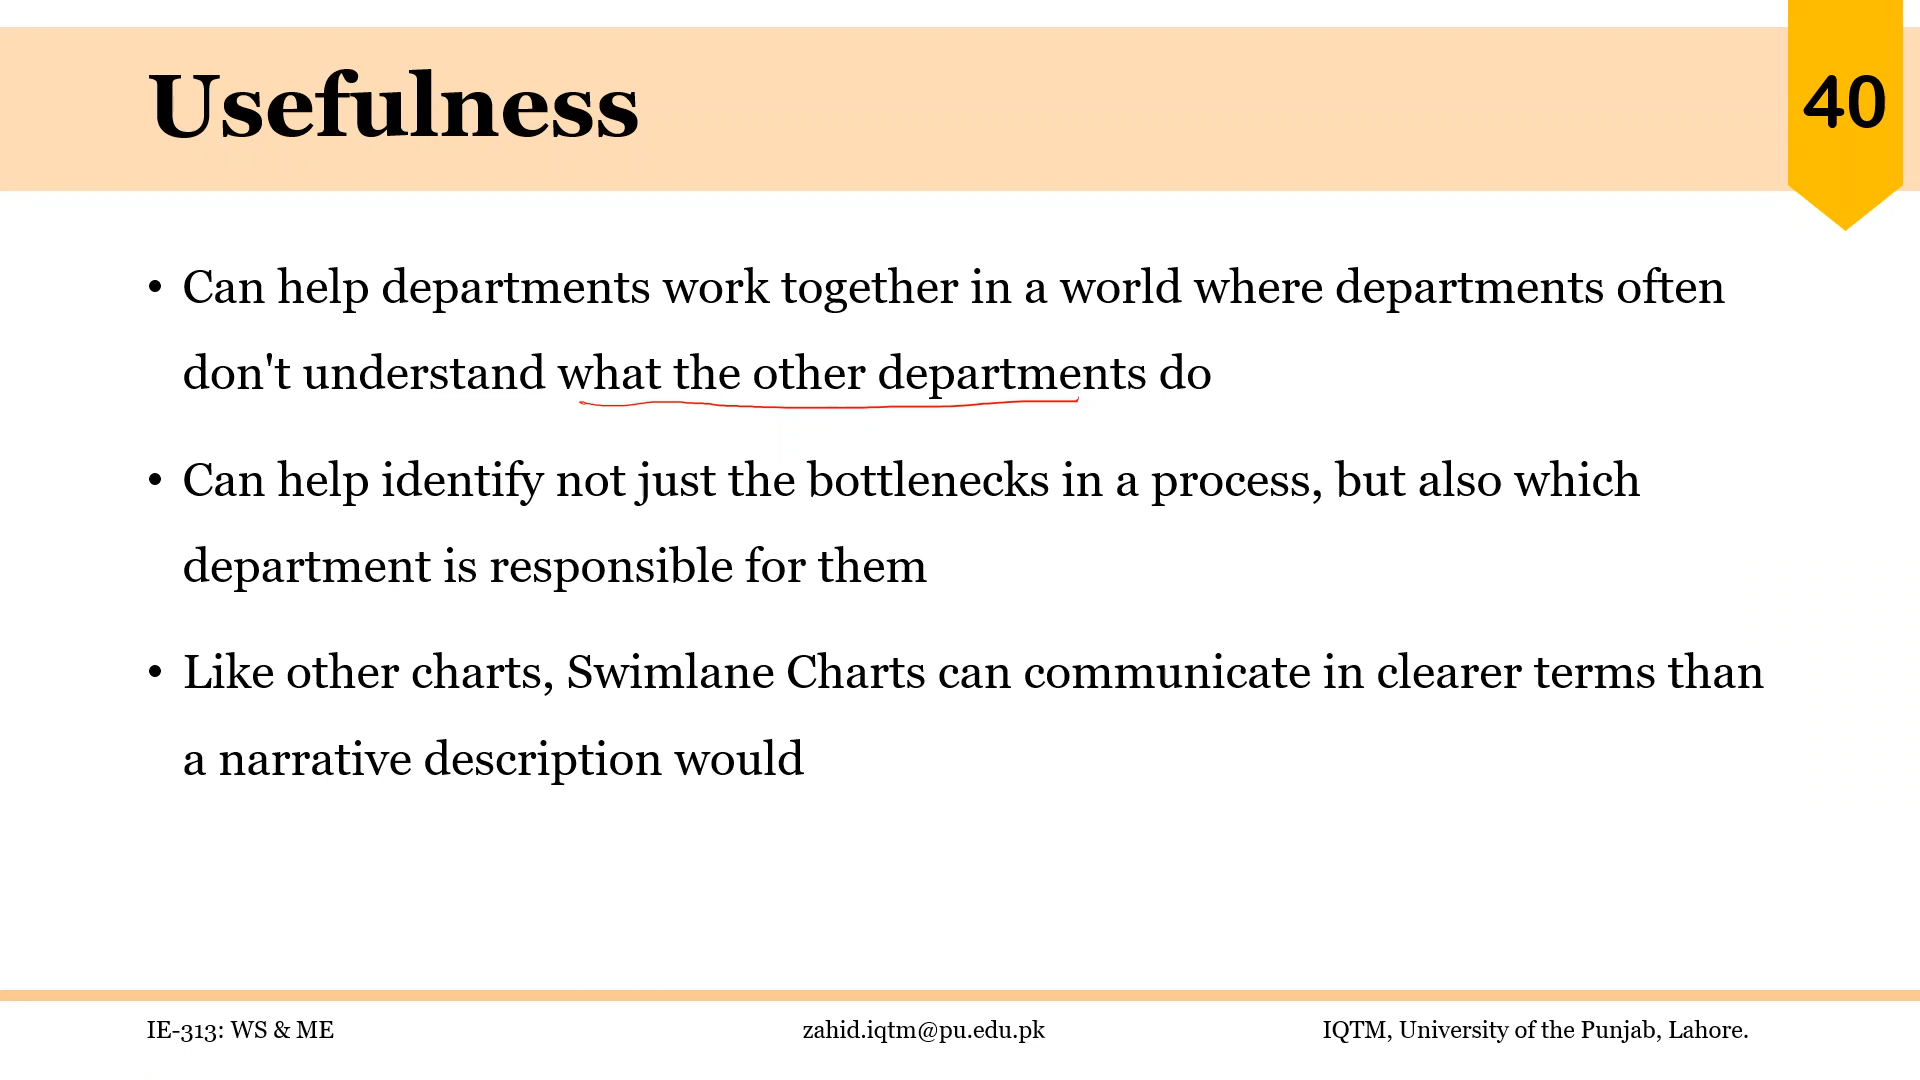 Usefulness
40
• Can help departments work together in a world where departments often
don't understand what the other departments do
• Can help identify not just the bottlenecks in a process, but also which
department is responsible for them
• Like other charts, Swimlane Charts can communicate in clearer terms than
a narrative description would
IE-313: WS & ME
zahid.iqtm@pu.edu.pk
IQTM, University of the Punjab, Lahore.